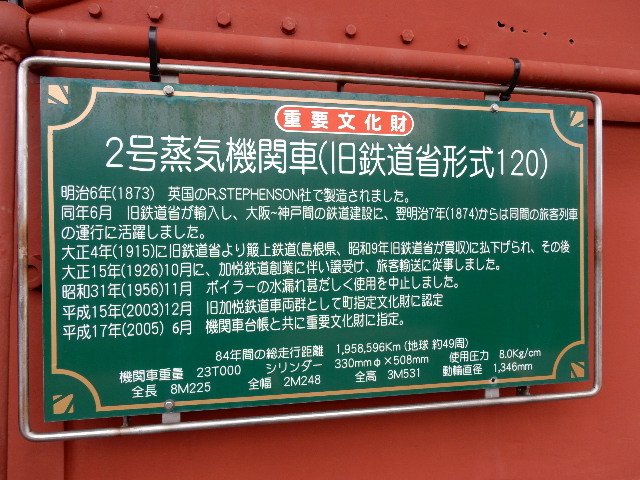 重要文化財
2号蒸気機関車(旧鉄道省形式120)
明治6年(1873) 英国のR.STEPHENSON社で製造されました。
同年6月 旧鉄道省が輸入し、大阪~神戸間の鉄道建設に、翌明治7年(1874)からは同間の旅客列車
の運行に活躍しました。
大正4年(1915)に旧鉄道省より簸上鉄道(島根県、昭和9年旧鉄道省が買収)に払下げられ、その後
大正15年(1926)10月に、加悦鉄道創業に伴い譲受け、旅客輸送に従事しました。
昭和31年(1956)11月 ボイラーの水漏れ甚だしく使用を中止しました。
平成15年(2003)12月 旧加悦鉄道車両群として町指定文化財に認定
平成17年(2005) 6月 機関車台帳と共に重要文化財に指定。
84年間の総走行距離 1,958,596Km (地球 約49周)
機関車重量 23T000 シリンダー 330mmφ×508mm 使用圧力 8.0Kg/cm
全長 8M225 全幅 2M248 全高 3M531 動輪直径 1,346mm